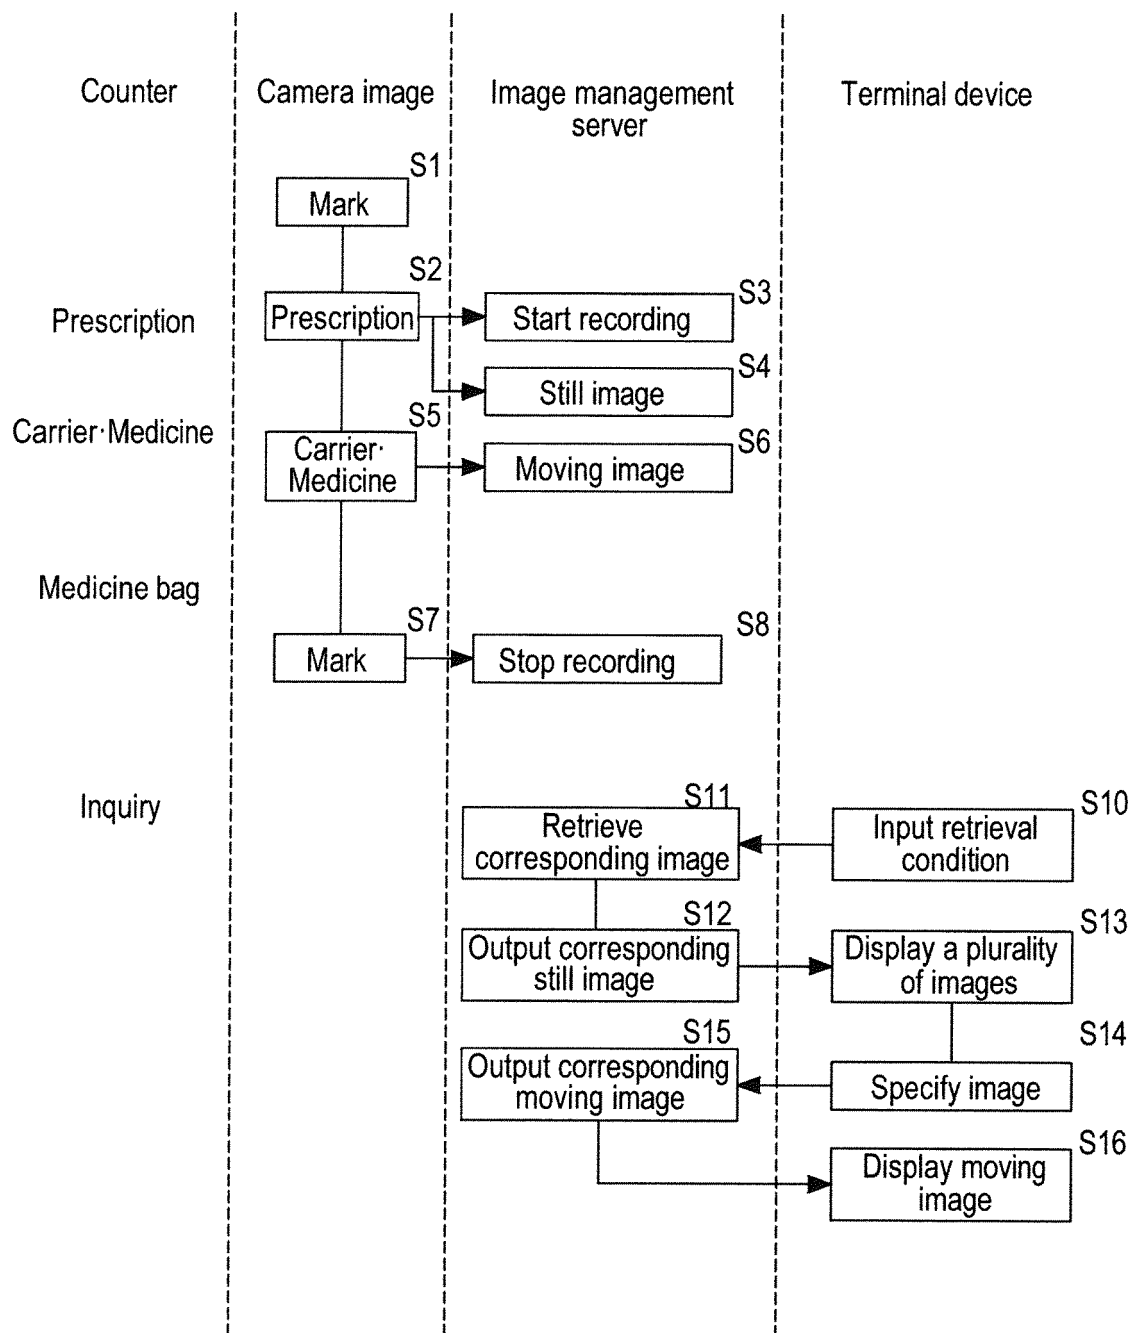 Counter
Camera image
Image management
server
Terminal device
S1
Mark
S2
Prescription
Prescription
S3
Start recording
S4
Still image
Carrier·Medicine
S5
Carrier·
Medicine
S6
Moving image
Medicine bag
S7
Mark
S8
Stop recording
Inquiry
S11
Retrieve
corresponding image
S10
Input retrieval
condition
S12
Output corresponding
still image
S13
Display a plurality
of images
S15
Output corresponding
moving image
S14
Specify image
S16
Display moving
image